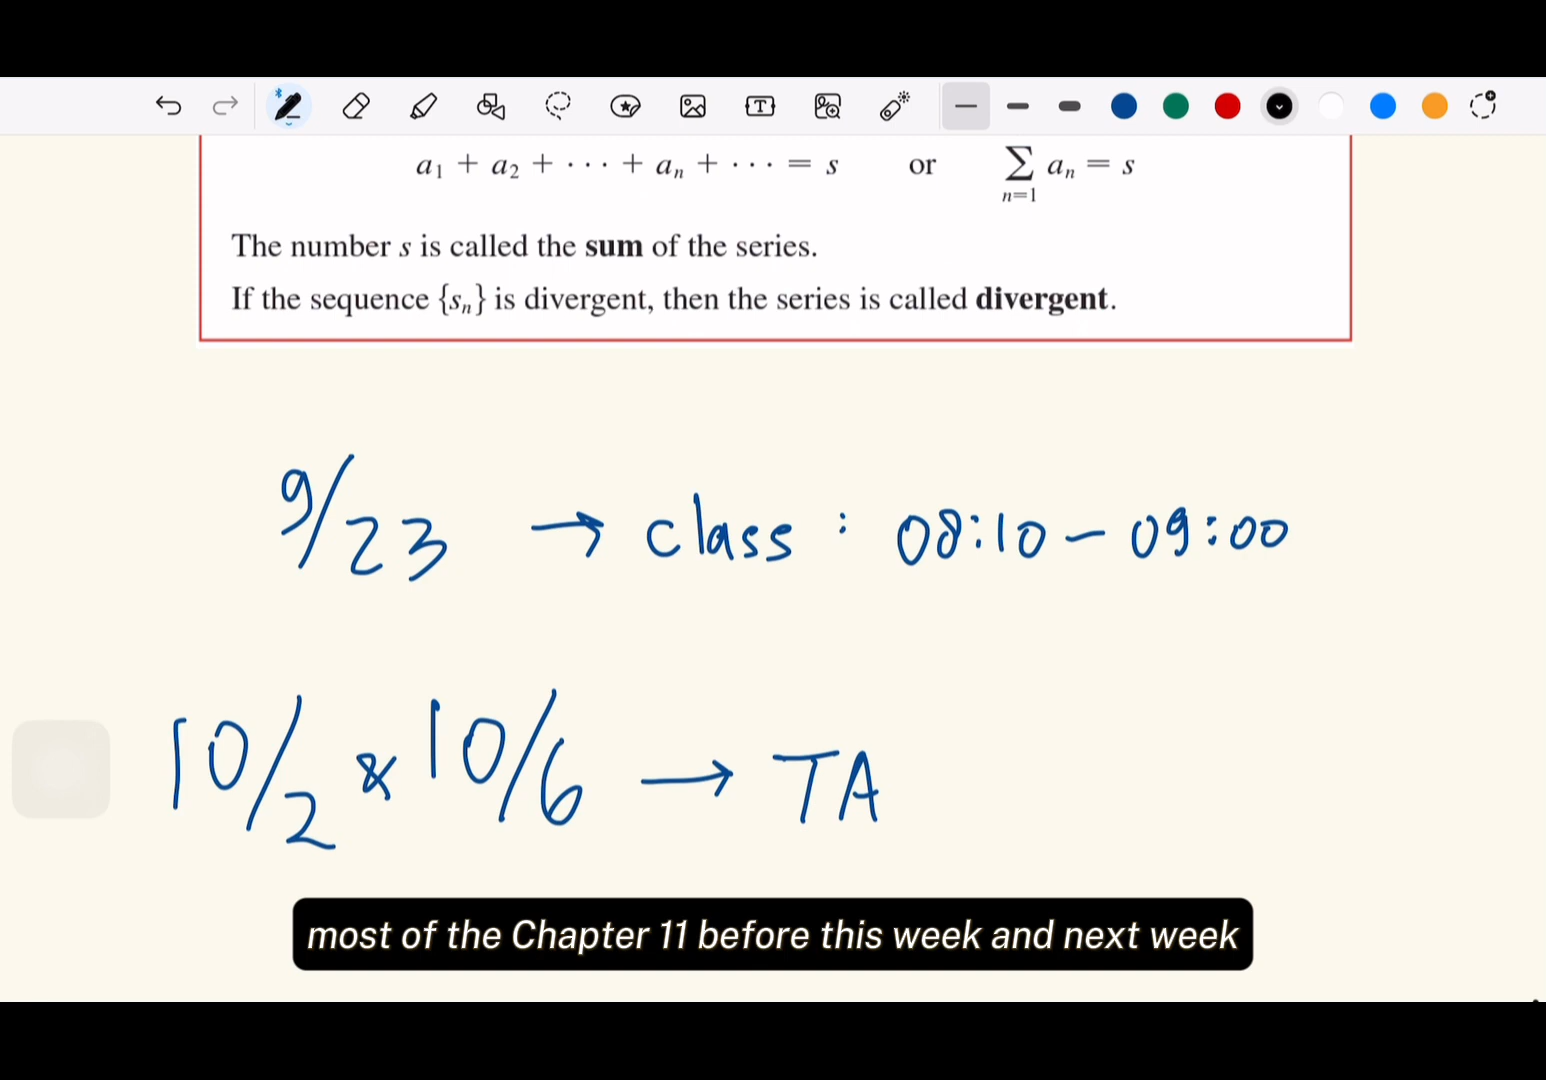 a₁ + a₂ + · · · + aₙ + · · · = s or ∑ aₙ = s
n=1
The number s is called the sum of the series.
If the sequence {sₙ} is divergent, then the series is called divergent.
9/23 → class : 08:10 – 09:00
10/2 & 10/6 → TA
most of the Chapter 11 before this week and next week